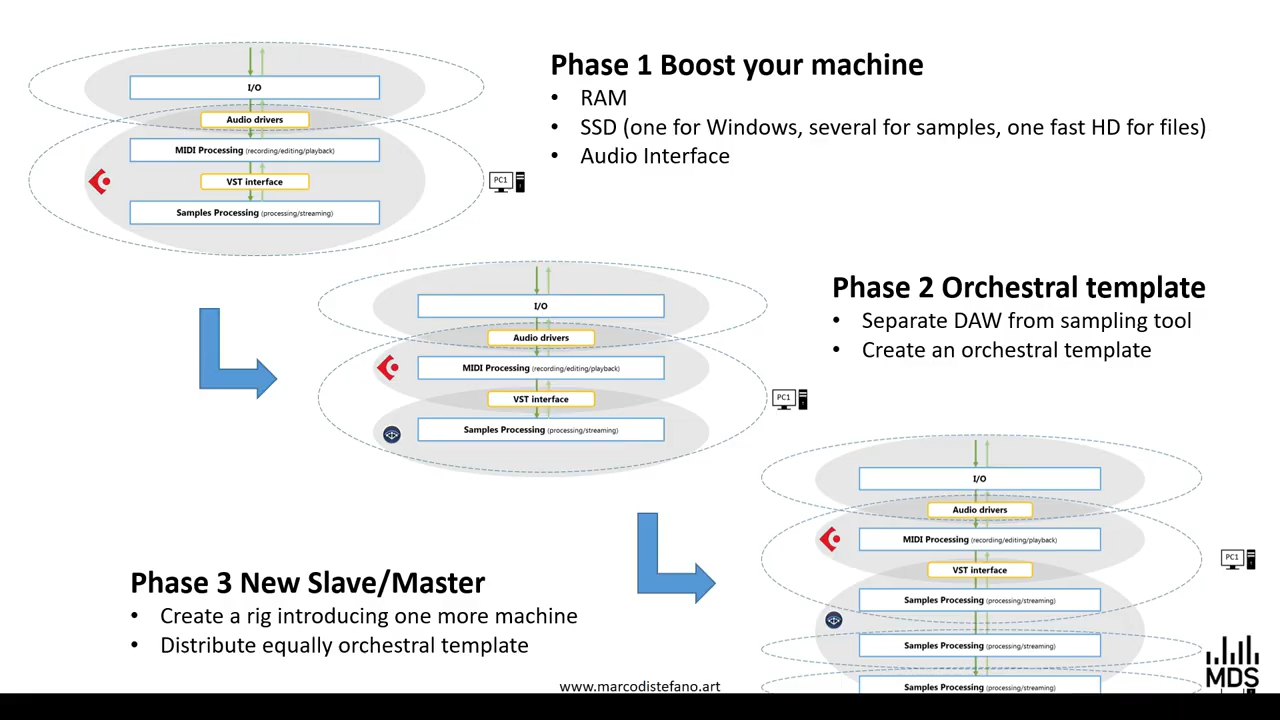 Phase 1 Boost your machine
• RAM
• SSD (one for Windows, several for samples, one fast HD for files)
• Audio Interface
I/O
Audio drivers
MIDI Processing (recording/editing/playback)
VST interface
Samples Processing (processing/streaming)
PC1
Phase 2 Orchestral template
• Separate DAW from sampling tool
• Create an orchestral template
I/O
Audio drivers
MIDI Processing (recording/editing/playback)
VST interface
Samples Processing (processing/streaming)
PC1
Phase 3 New Slave/Master
• Create a rig introducing one more machine
• Distribute equally orchestral template
I/O
Audio drivers
MIDI Processing (recording/editing/playback)
VST interface
Samples Processing (processing/streaming)
Samples Processing (processing/streaming)
Samples Processing (processing/streaming)
PC1
www.marcodistefano.art
MDS